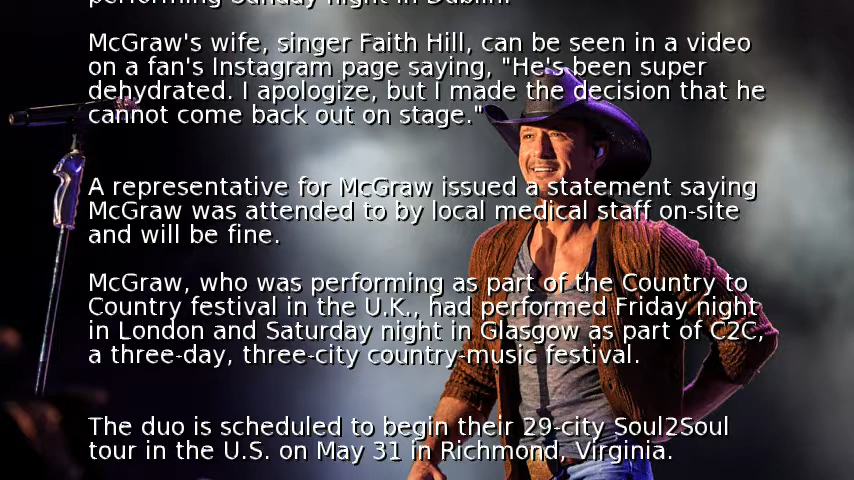 performing Sunday night in Dublin.
McGraw's wife, singer Faith Hill, can be seen in a video
on a fan's Instagram page saying, "He's been super
dehydrated. I apologize, but I made the decision that he
cannot come back out on stage."
A representative for McGraw issued a statement saying
McGraw was attended to by local medical staff on-site
and will be fine.
McGraw, who was performing as part of the Country to
Country festival in the U.K., had performed Friday night
in London and Saturday night in Glasgow as part of C2C,
a three-day, three-city country-music festival.
The duo is scheduled to begin their 29-city Soul2Soul
tour in the U.S. on May 31 in Richmond, Virginia.